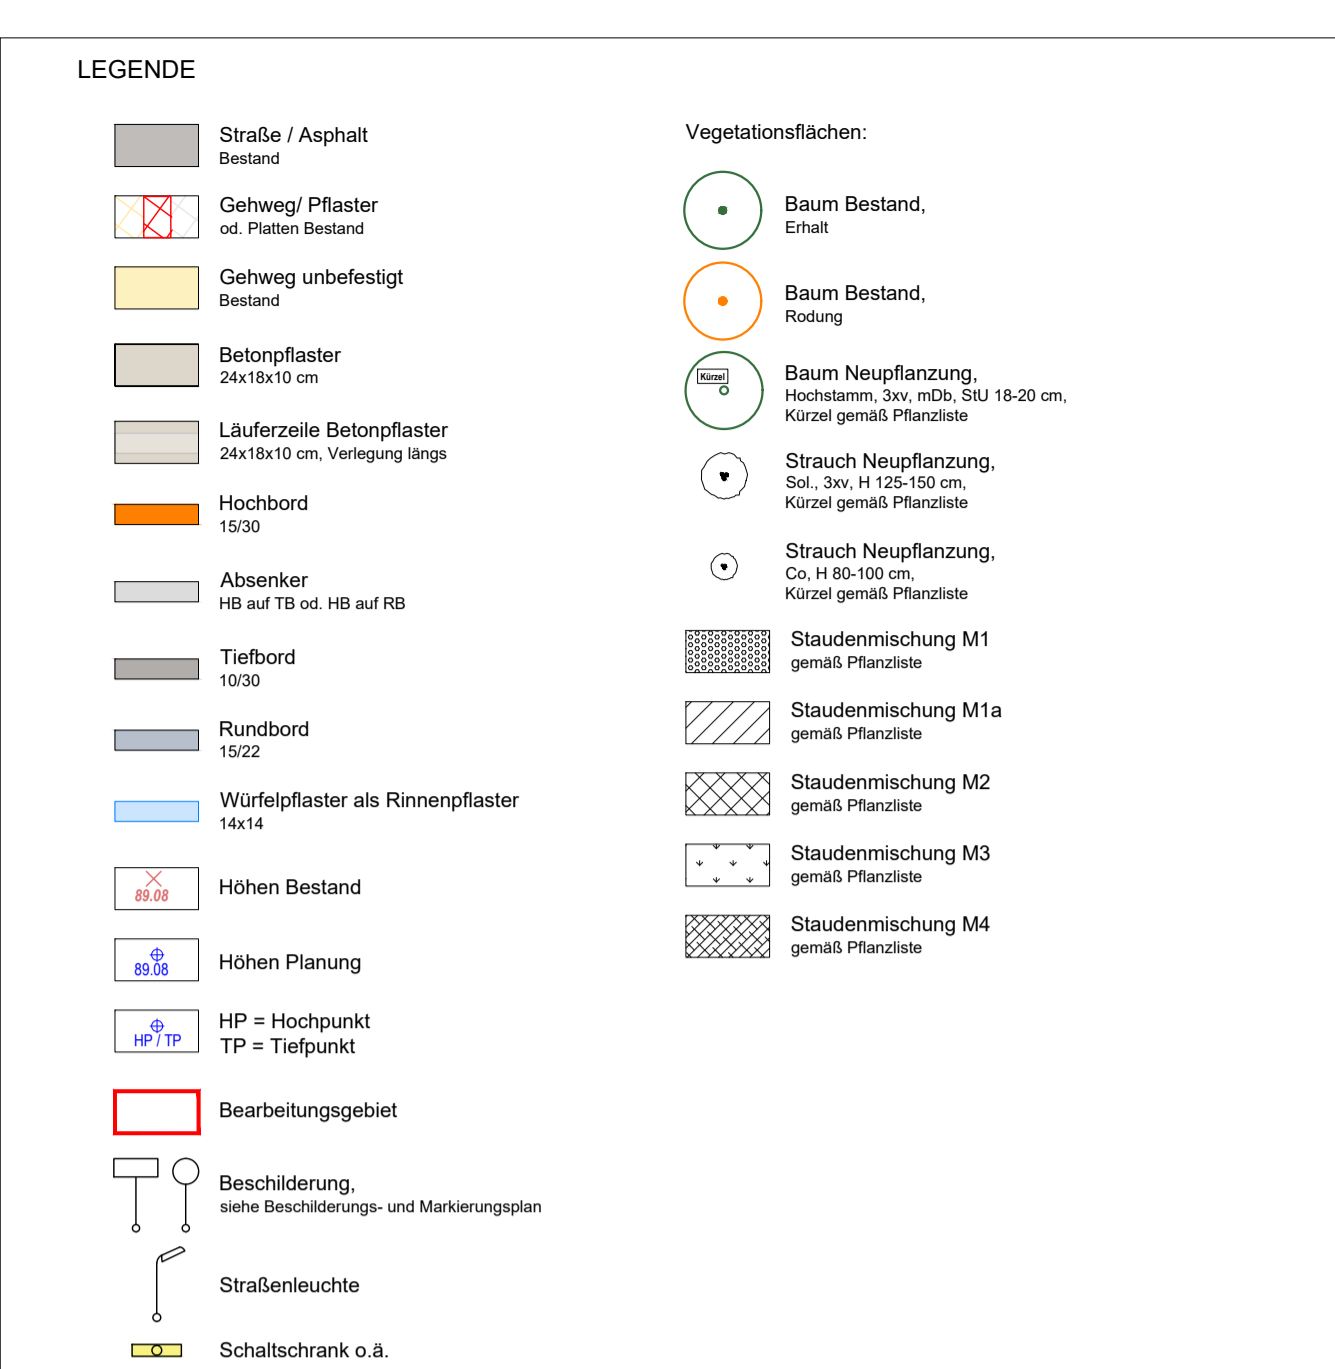 LEGENDE
Straße / Asphalt
Bestand
Gehweg/ Pflaster
od. Platten Bestand
Gehweg unbefestigt
Bestand
Betonpflaster
24x18x10 cm
Läuferzeile Betonpflaster
24x18x10 cm, Verlegung längs
Hochbord
15/30
Absenker
HB auf TB od. HB auf RB
Tiefbord
10/30
Rundbord
15/22
Würfelpflaster als Rinnenpflaster
14x14
89.08
Höhen Bestand
89.08
Höhen Planung
HP / TP
HP = Hochpunkt
TP = Tiefpunkt
Bearbeitungsgebiet
Beschilderung,
siehe Beschilderungs- und Markierungsplan
Straßenleuchte
Schaltschrank o.ä.
Vegetationsflächen:
Baum Bestand,
Erhalt
Baum Bestand,
Rodung
Kürzel
Baum Neupflanzung,
Hochstamm, 3xv, mDb, StU 18-20 cm,
Kürzel gemäß Pflanzliste
Strauch Neupflanzung,
Sol., 3xv, H 125-150 cm,
Kürzel gemäß Pflanzliste
Strauch Neupflanzung,
Co, H 80-100 cm,
Kürzel gemäß Pflanzliste
Staudenmischung M1
gemäß Pflanzliste
Staudenmischung M1a
gemäß Pflanzliste
Staudenmischung M2
gemäß Pflanzliste
Staudenmischung M3
gemäß Pflanzliste
Staudenmischung M4
gemäß Pflanzliste